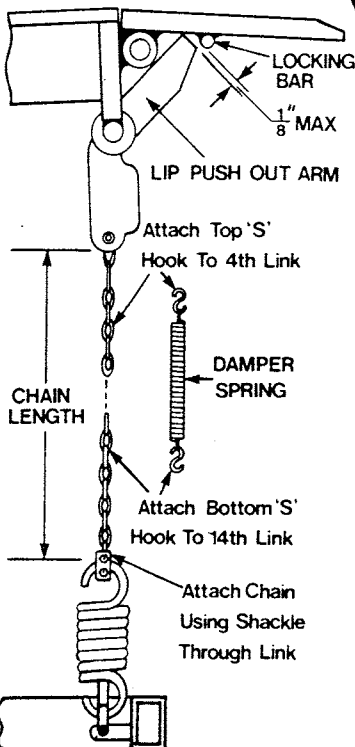 LOCKING
BAR
1/8" MAX
LIP PUSH OUT ARM
Attach Top 'S'
Hook To 4th Link
DAMPER
SPRING
CHAIN
LENGTH
Attach Bottom 'S'
Hook To 14th Link
Attach Chain
Using Shackle
Through Link